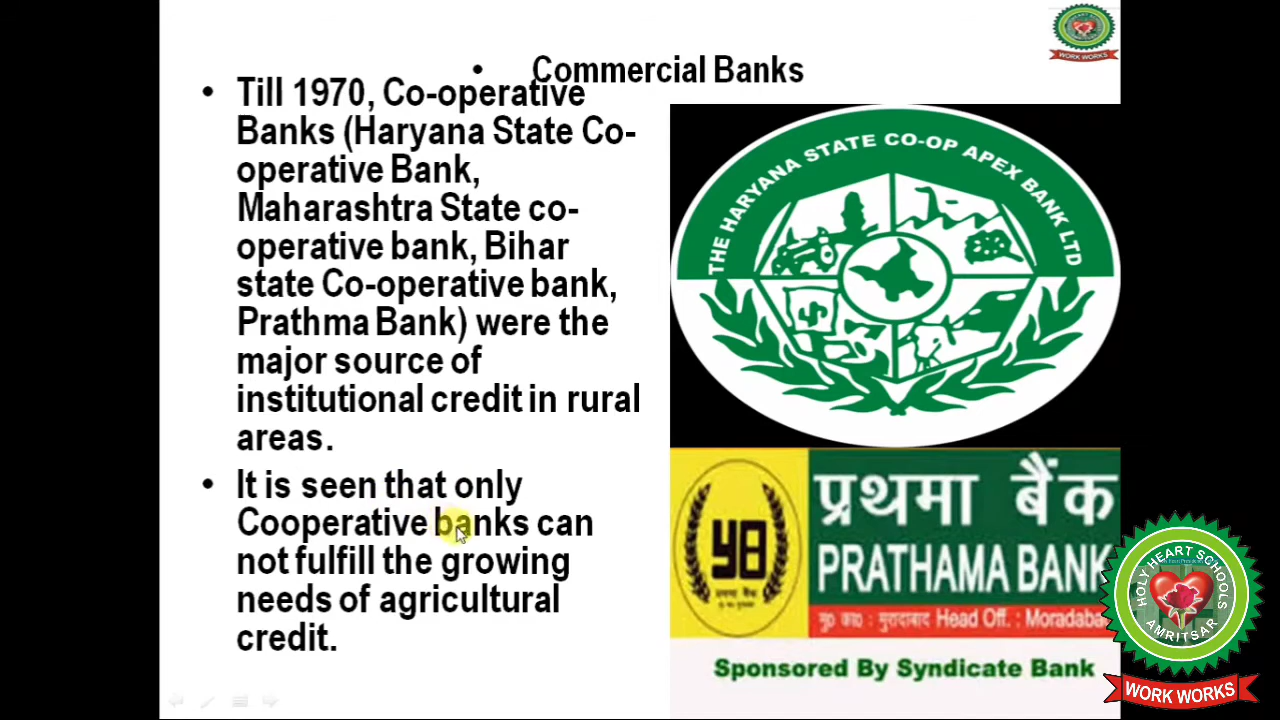 • Commercial Banks
• Till 1970, Co-operative
Banks (Haryana State Co-
operative Bank,
Maharashtra State co-
operative bank, Bihar
state Co-operative bank,
Prathma Bank) were the
major source of
institutional credit in rural
areas.
• It is seen that only
Cooperative banks can
not fulfill the growing
needs of agricultural
credit.
THE HARYANA STATE CO-OP APEX BANK LTD
प्रथमा बैंक
PRATHAMA BANK
मु० का० : मुरादाबाद Head Off. : Moradaba
Sponsored By Syndicate Bank
WORK WORKS
HOLY HEART SCHOOLS
AMRITSAR
WORK WORKS